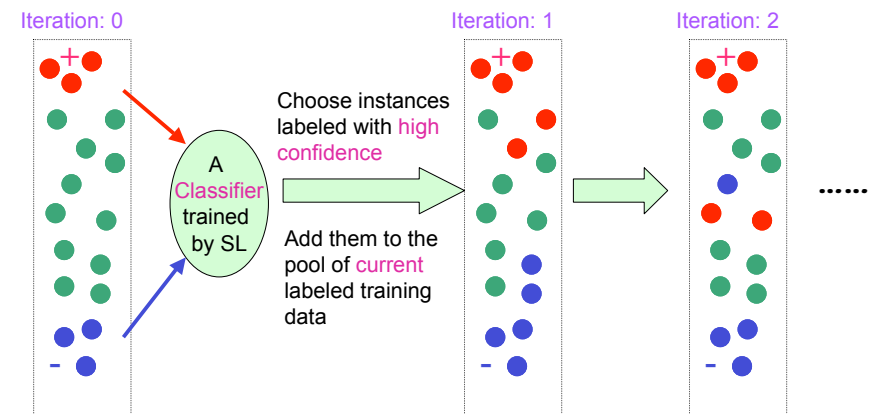 Iteration: 0
Iteration: 1
Iteration: 2
+
+
+
Choose instances
labeled with high
confidence
A
Classifier
trained
by SL
......
Add them to the
pool of current
labeled training
data
-
-
-